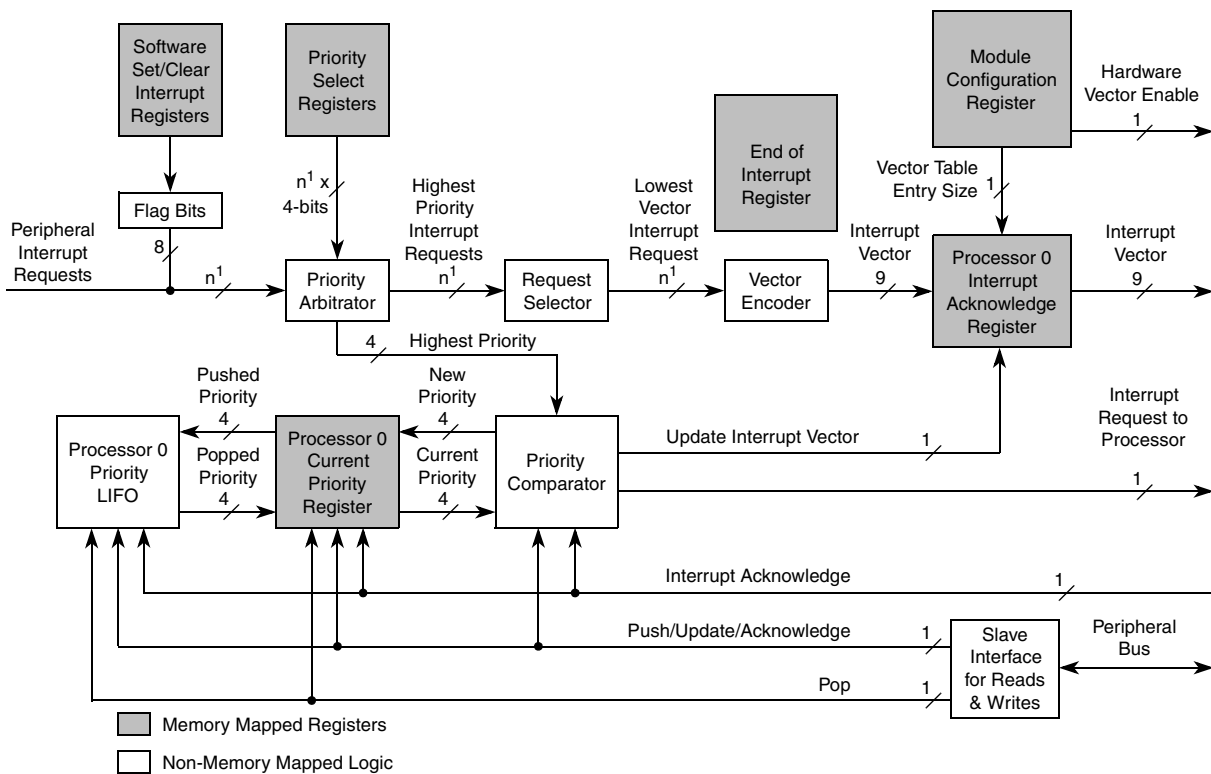 Software
Set/Clear
Interrupt
Registers
Priority
Select
Registers
Module
Configuration
Register
Hardware
Vector Enable
1
End of
Interrupt
Register
Vector Table
Entry Size
1
Flag Bits
8
n¹ x
4-bits
Highest
Priority
Interrupt
Requests
n¹
Lowest
Vector
Interrupt
Request
n¹
Peripheral
Interrupt
Requests
n¹
Priority
Arbitrator
Request
Selector
Vector
Encoder
Interrupt
Vector
9
Processor 0
Interrupt
Acknowledge
Register
Interrupt
Vector
9
4
Highest Priority
Pushed
Priority
4
New
Priority
4
Processor 0
Priority
LIFO
Popped
Priority
4
Processor 0
Current
Priority
Register
Current
Priority
4
Priority
Comparator
Update Interrupt Vector
1
Interrupt
Request to
Processor
1
Interrupt Acknowledge
1
Push/Update/Acknowledge
1
Slave
Interface
for Reads
& Writes
Peripheral
Bus
Pop
1
Memory Mapped Registers
Non-Memory Mapped Logic